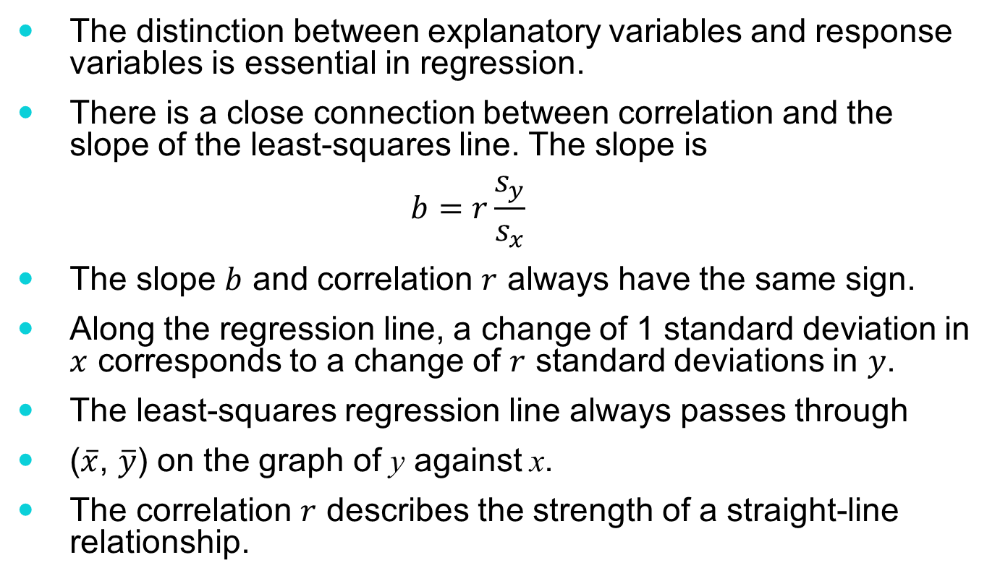 • The distinction between explanatory variables and response
variables is essential in regression.
• There is a close connection between correlation and the
slope of the least-squares line. The slope is
b = r s_y / s_x
• The slope b and correlation r always have the same sign.
• Along the regression line, a change of 1 standard deviation in
x corresponds to a change of r standard deviations in y.
• The least-squares regression line always passes through
• (x̄, ȳ) on the graph of y against x.
• The correlation r describes the strength of a straight-line
relationship.